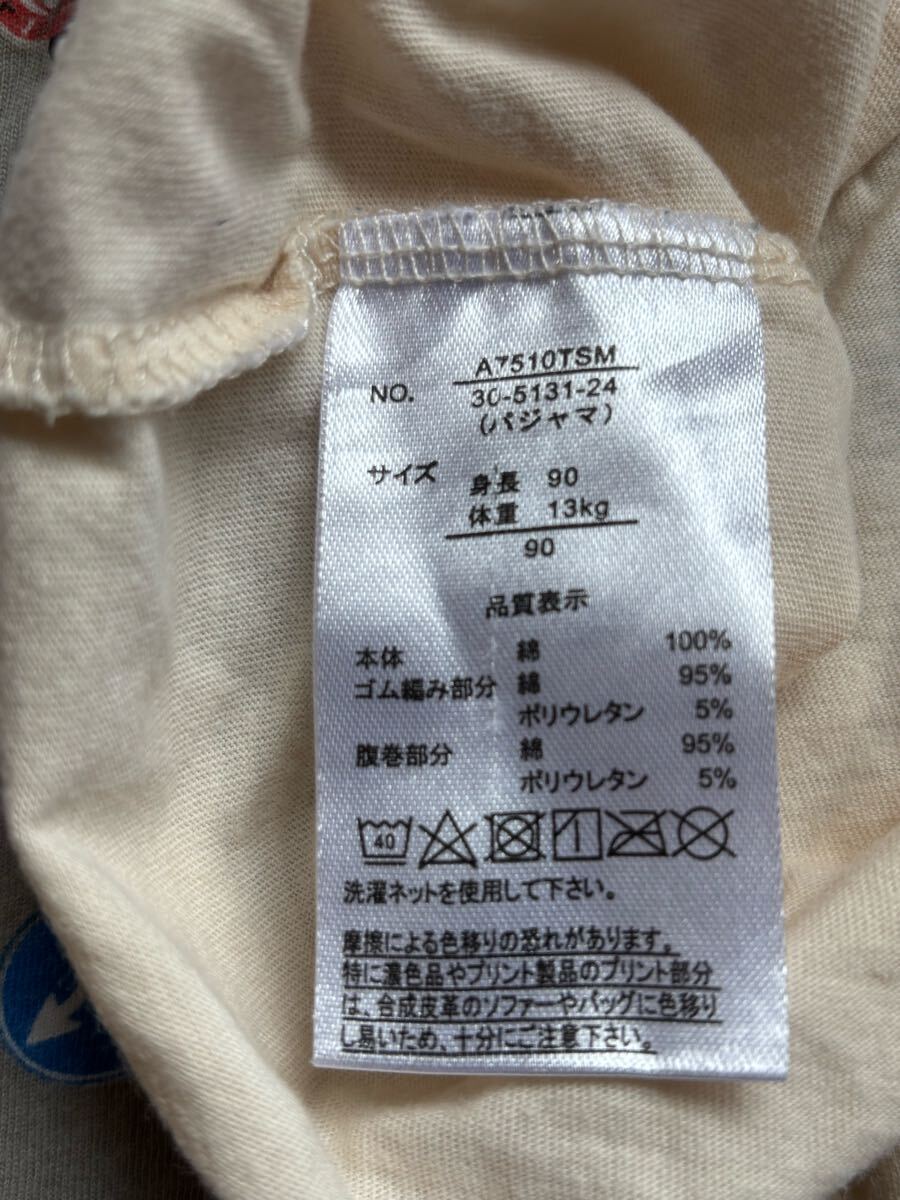 A7510TSM
NO. 30-5131-24
(パジャマ)
サイズ 身長 90
体重 13kg
90
品質表示
本体 綿 100%
ゴム編み部分 綿 95%
ポリウレタン 5%
腹巻部分 綿 95%
ポリウレタン 5%
40
洗濯ネットを使用して下さい。
摩擦による色移りの恐れがあります。
特に濃色品やプリント製品のプリント部分
は、合成皮革のソファーやバッグに色移り
し易いため、十分にご注意下さい。